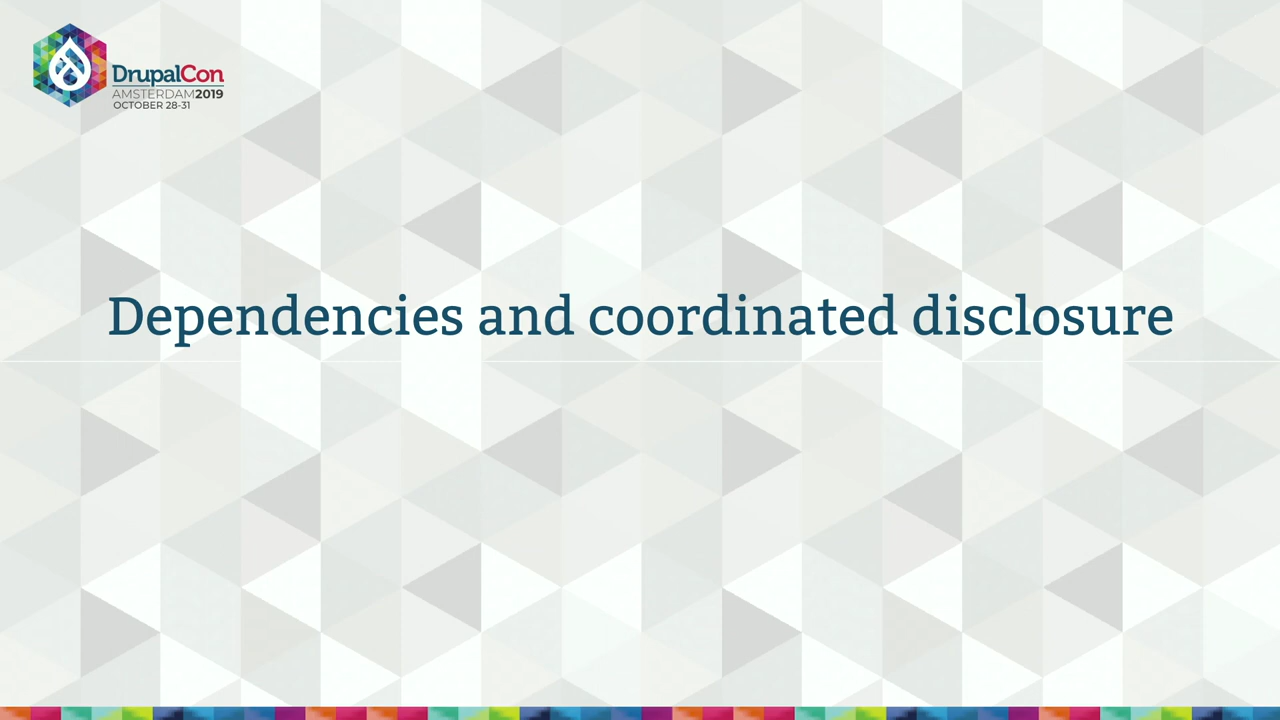 DrupalCon
AMSTERDAM2019
OCTOBER 28-31
Dependencies and coordinated disclosure